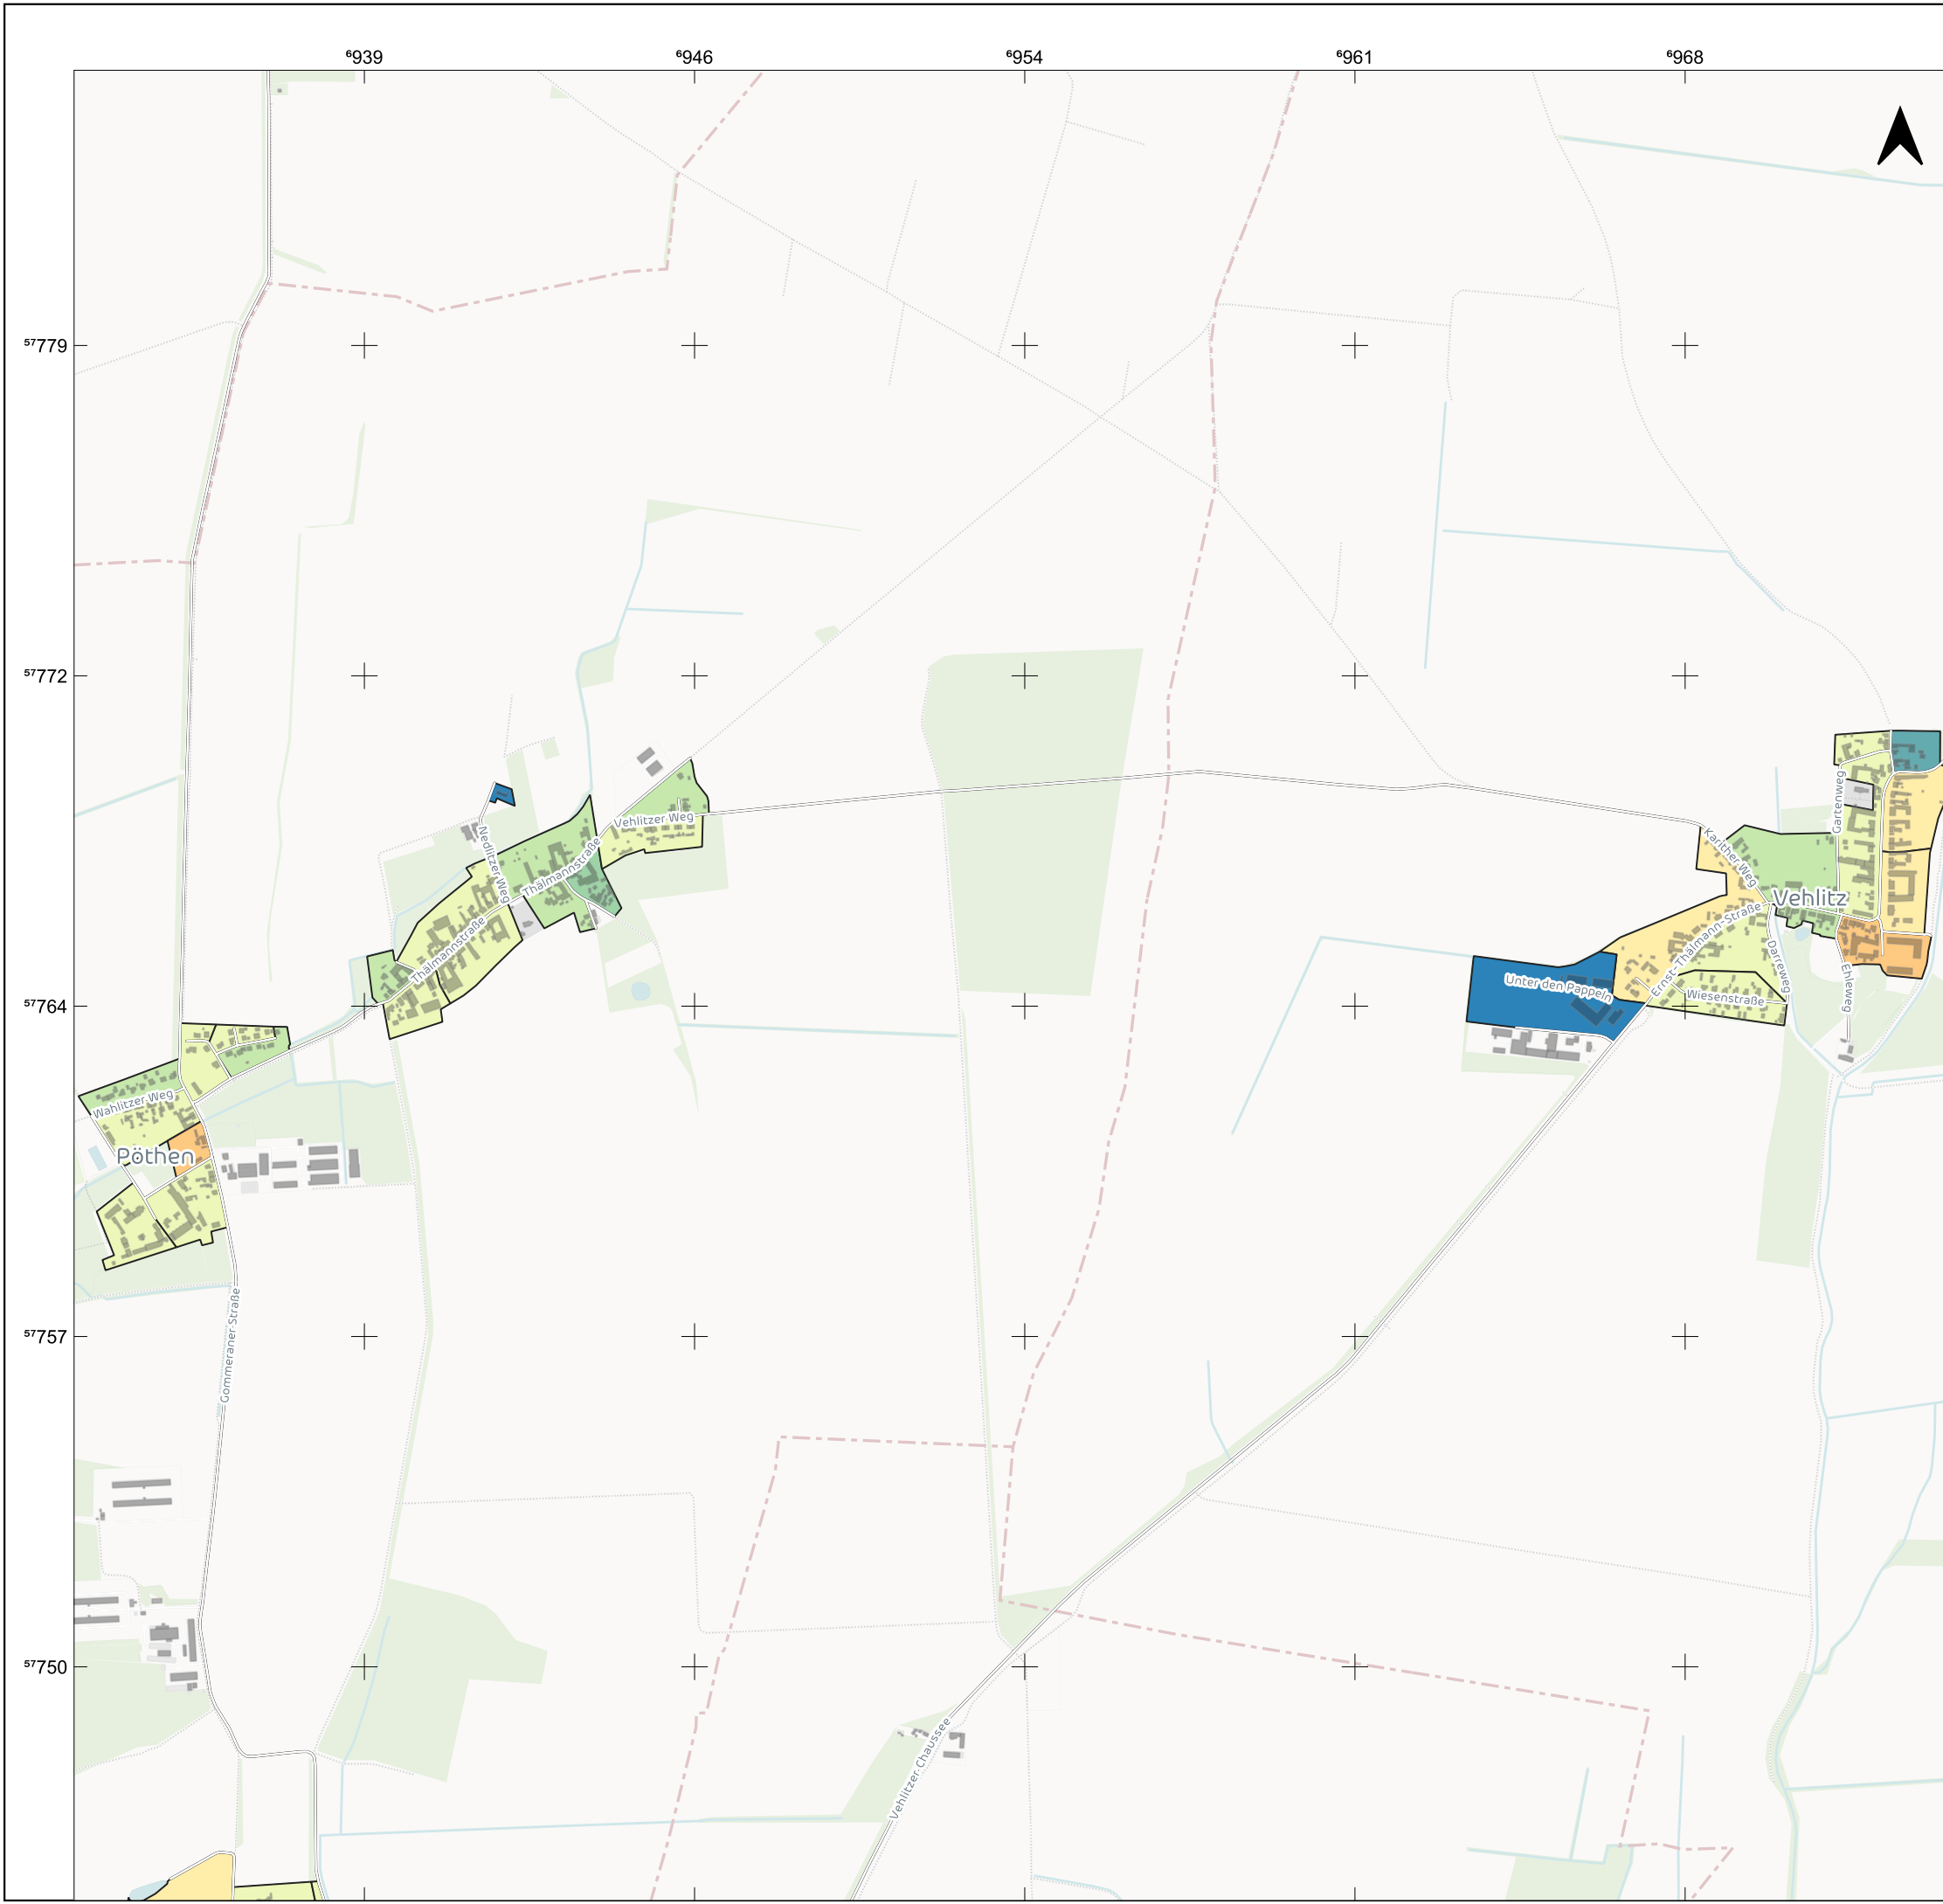 ⁶939 ⁶946 ⁶954 ⁶961 ⁶968
⁵⁷779
⁵⁷772
Gartenweg
Vehlitzer Weg
Nedlitzer Weg
Thälmannstraße
Karither Weg
Vehlitz
Ernst-Thälmann-Straße
Thälmannstraße
Darreweg
Ehleweg
Unter den Pappeln
Wiesenstraße
⁵⁷764
Wahlitzer Weg
Pöthen
⁵⁷757
Gommeraner Straße
⁵⁷750
Vehlitzer Chaussee